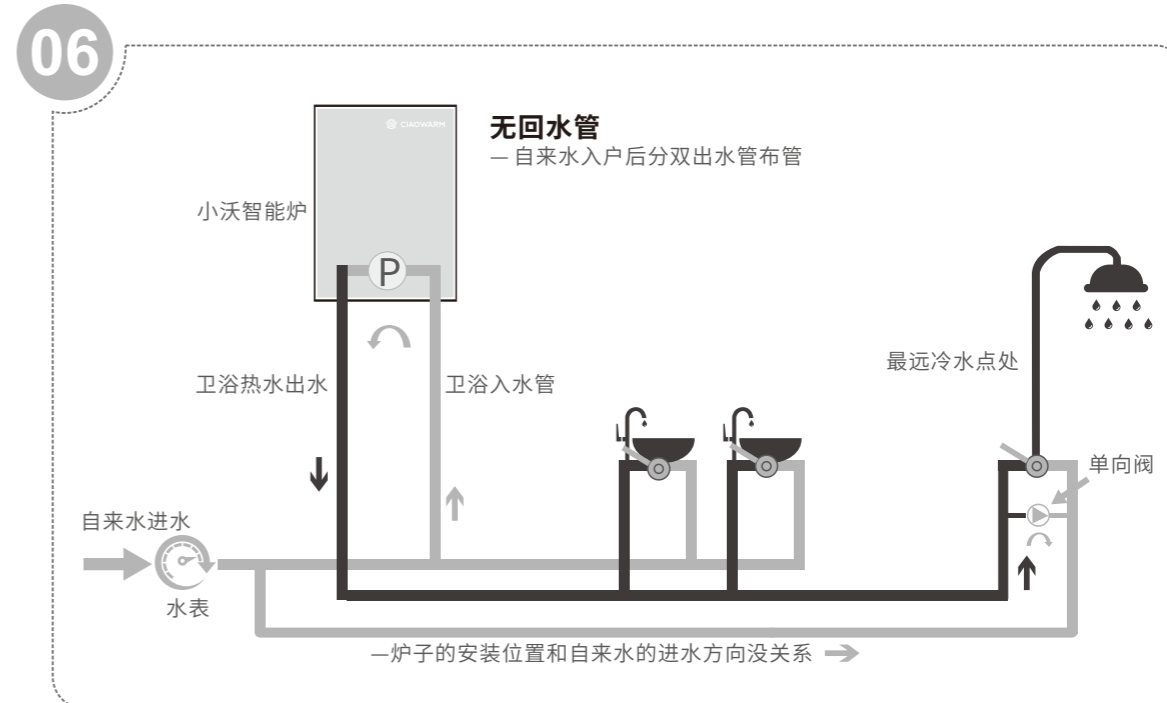 06
CIAOWARM
无回水管
— 自来水入户后分双出水管布管
小沃智能炉
P
最远冷水点处
卫浴热水出水
卫浴入水管
单向阀
自来水进水
水表
—炉子的安装位置和自来水的进水方向没关系